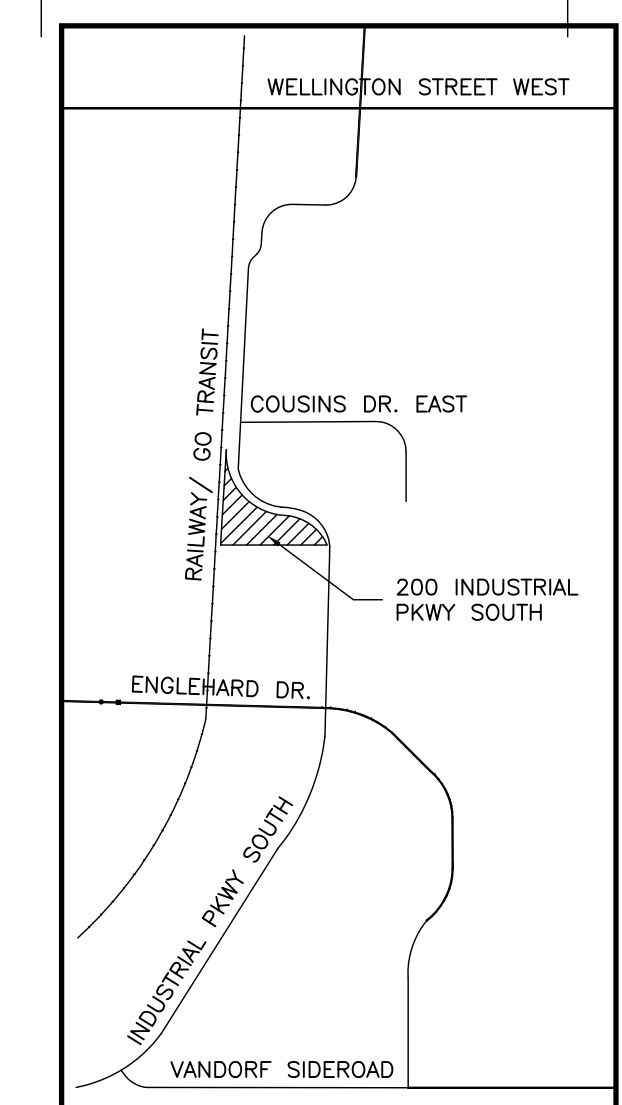 WELLINGTON STREET WEST
RAILWAY/ GO TRANSIT
COUSINS DR. EAST
200 INDUSTRIAL
PKWY SOUTH
ENGLEHARD DR.
INDUSTRIAL PKWY SOUTH
VANDORF SIDEROAD